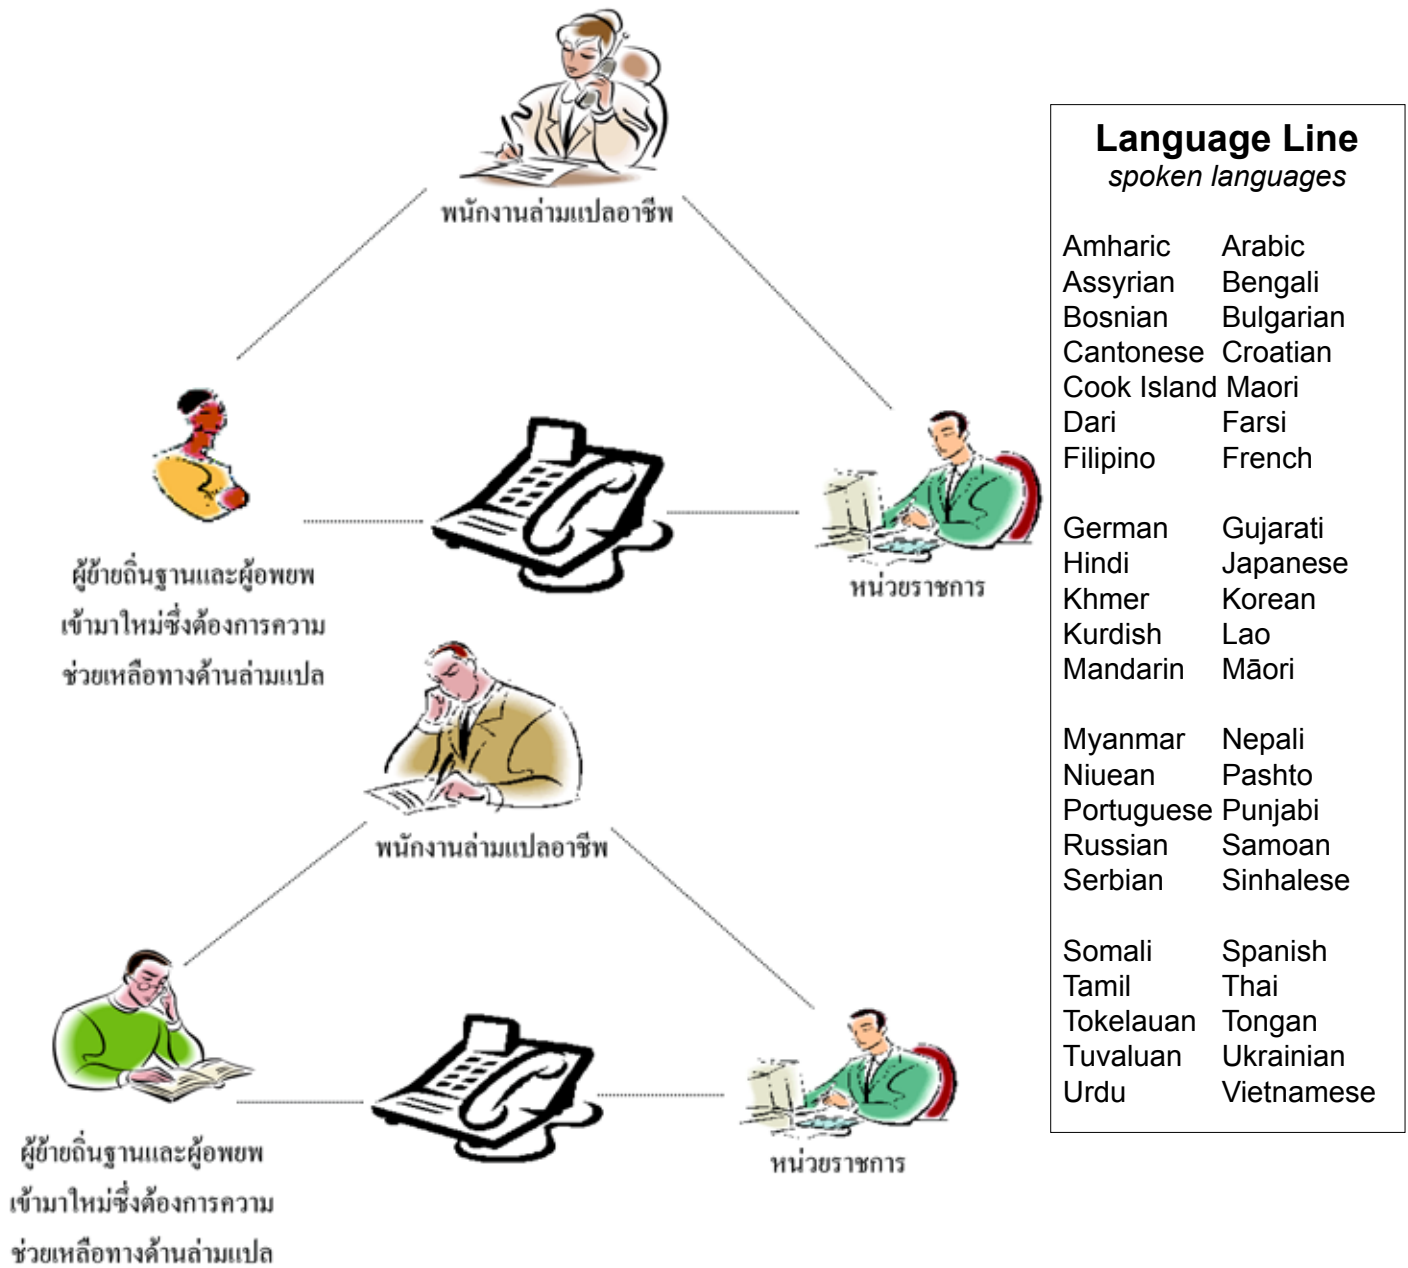 พนักงานล่ามแปลอาชีพ
ผู้ย้ายถิ่นฐานและผู้อพยพ
เข้ามาใหม่ซึ่งต้องการความ
ช่วยเหลือทางด้านล่ามแปล
หน่วยราชการ
พนักงานล่ามแปลอาชีพ
ผู้ย้ายถิ่นฐานและผู้อพยพ
เข้ามาใหม่ซึ่งต้องการความ
ช่วยเหลือทางด้านล่ามแปล
หน่วยราชการ
Language Line
spoken languages
Amharic Arabic
Assyrian Bengali
Bosnian Bulgarian
Cantonese Croatian
Cook Island Maori
Dari Farsi
Filipino French
German Gujarati
Hindi Japanese
Khmer Korean
Kurdish Lao
Mandarin Māori
Myanmar Nepali
Niuean Pashto
Portuguese Punjabi
Russian Samoan
Serbian Sinhalese
Somali Spanish
Tamil Thai
Tokelauan Tongan
Tuvaluan Ukrainian
Urdu Vietnamese